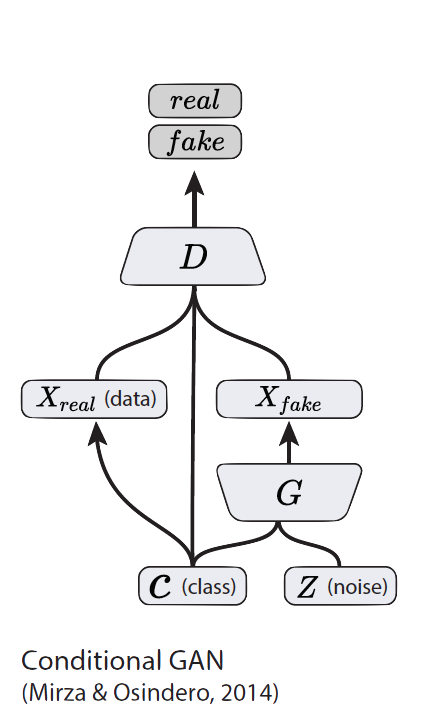 real
fake
D
X_real (data)
X_fake
G
C (class)
Z (noise)
Conditional GAN
(Mirza & Osindero, 2014)